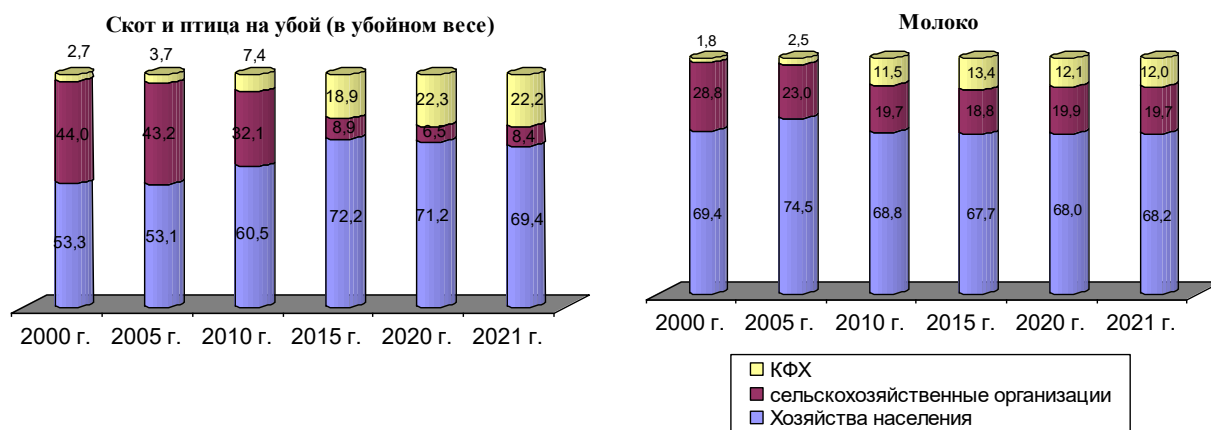 Скот и птица на убой (в убойном весе)
2,7 3,7 7,4
18,9 22,3 22,2
44,0 43,2 32,1 8,9 6,5 8,4
53,3 53,1 60,5 72,2 71,2 69,4
2000 г. 2005 г. 2010 г. 2015 г. 2020 г. 2021 г.
Молоко
1,8 2,5
11,5 13,4 12,1 12,0
28,8 23,0 19,7 18,8 19,9 19,7
69,4 74,5 68,8 67,7 68,0 68,2
2000 г. 2005 г. 2010 г. 2015 г. 2020 г. 2021 г.
КФХ
сельскохозяйственные организации
Хозяйства населения